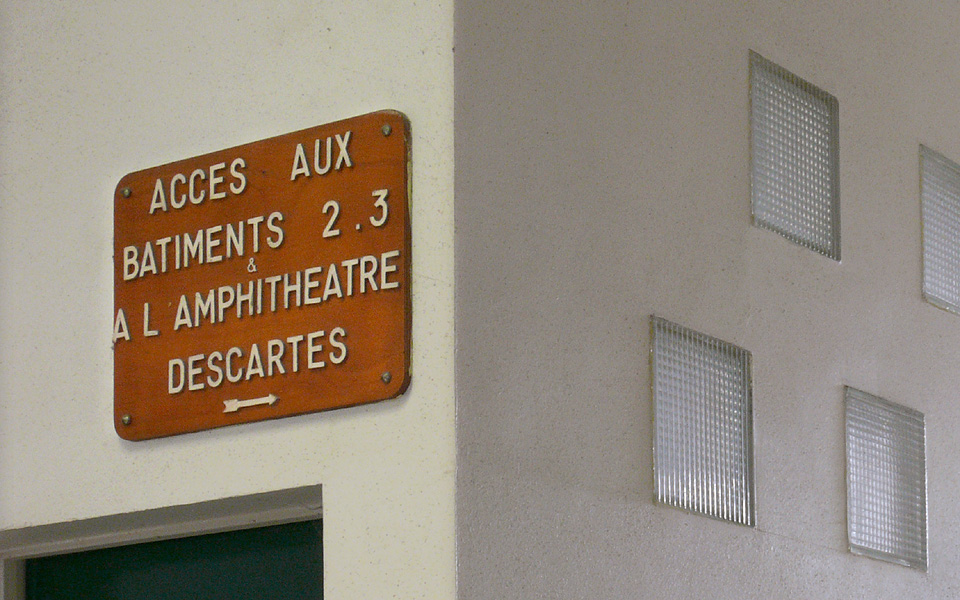 ACCES AUX
BATIMENTS 2.3
&
A L AMPHITHEATRE
DESCARTES